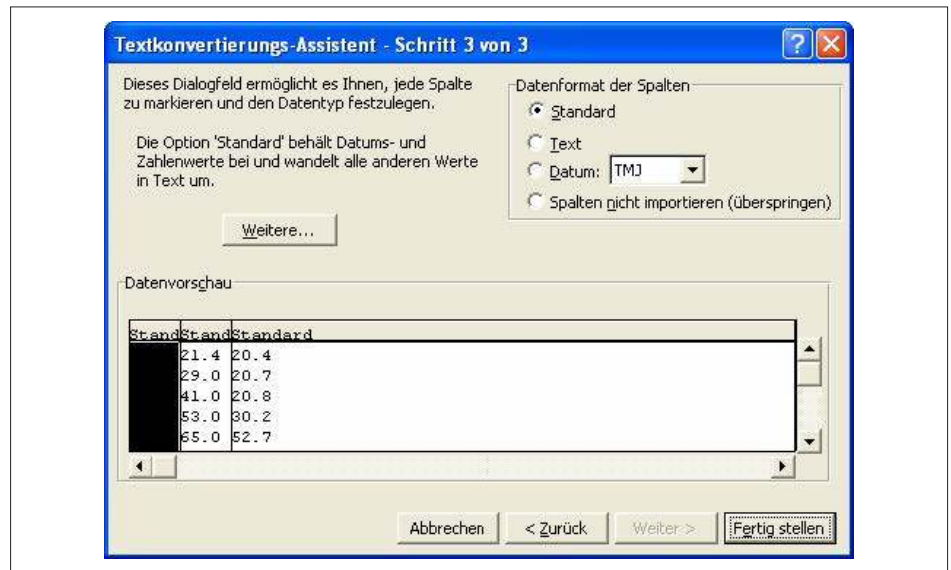 Textkonvertierungs-Assistent - Schritt 3 von 3
Dieses Dialogfeld ermöglicht es Ihnen, jede Spalte
zu markieren und den Datentyp festzulegen.
Die Option 'Standard' behält Datums- und
Zahlenwerte bei und wandelt alle anderen Werte
in Text um.
Weitere...
Datenformat der Spalten
Standard
Text
Datum: TMJ
Spalten nicht importieren (überspringen)
Datenvorschau
Stand Stand Standard
21.4 20.4
29.0 20.7
41.0 20.8
53.0 30.2
65.0 52.7
Abbrechen < Zurück Weiter > Fertig stellen